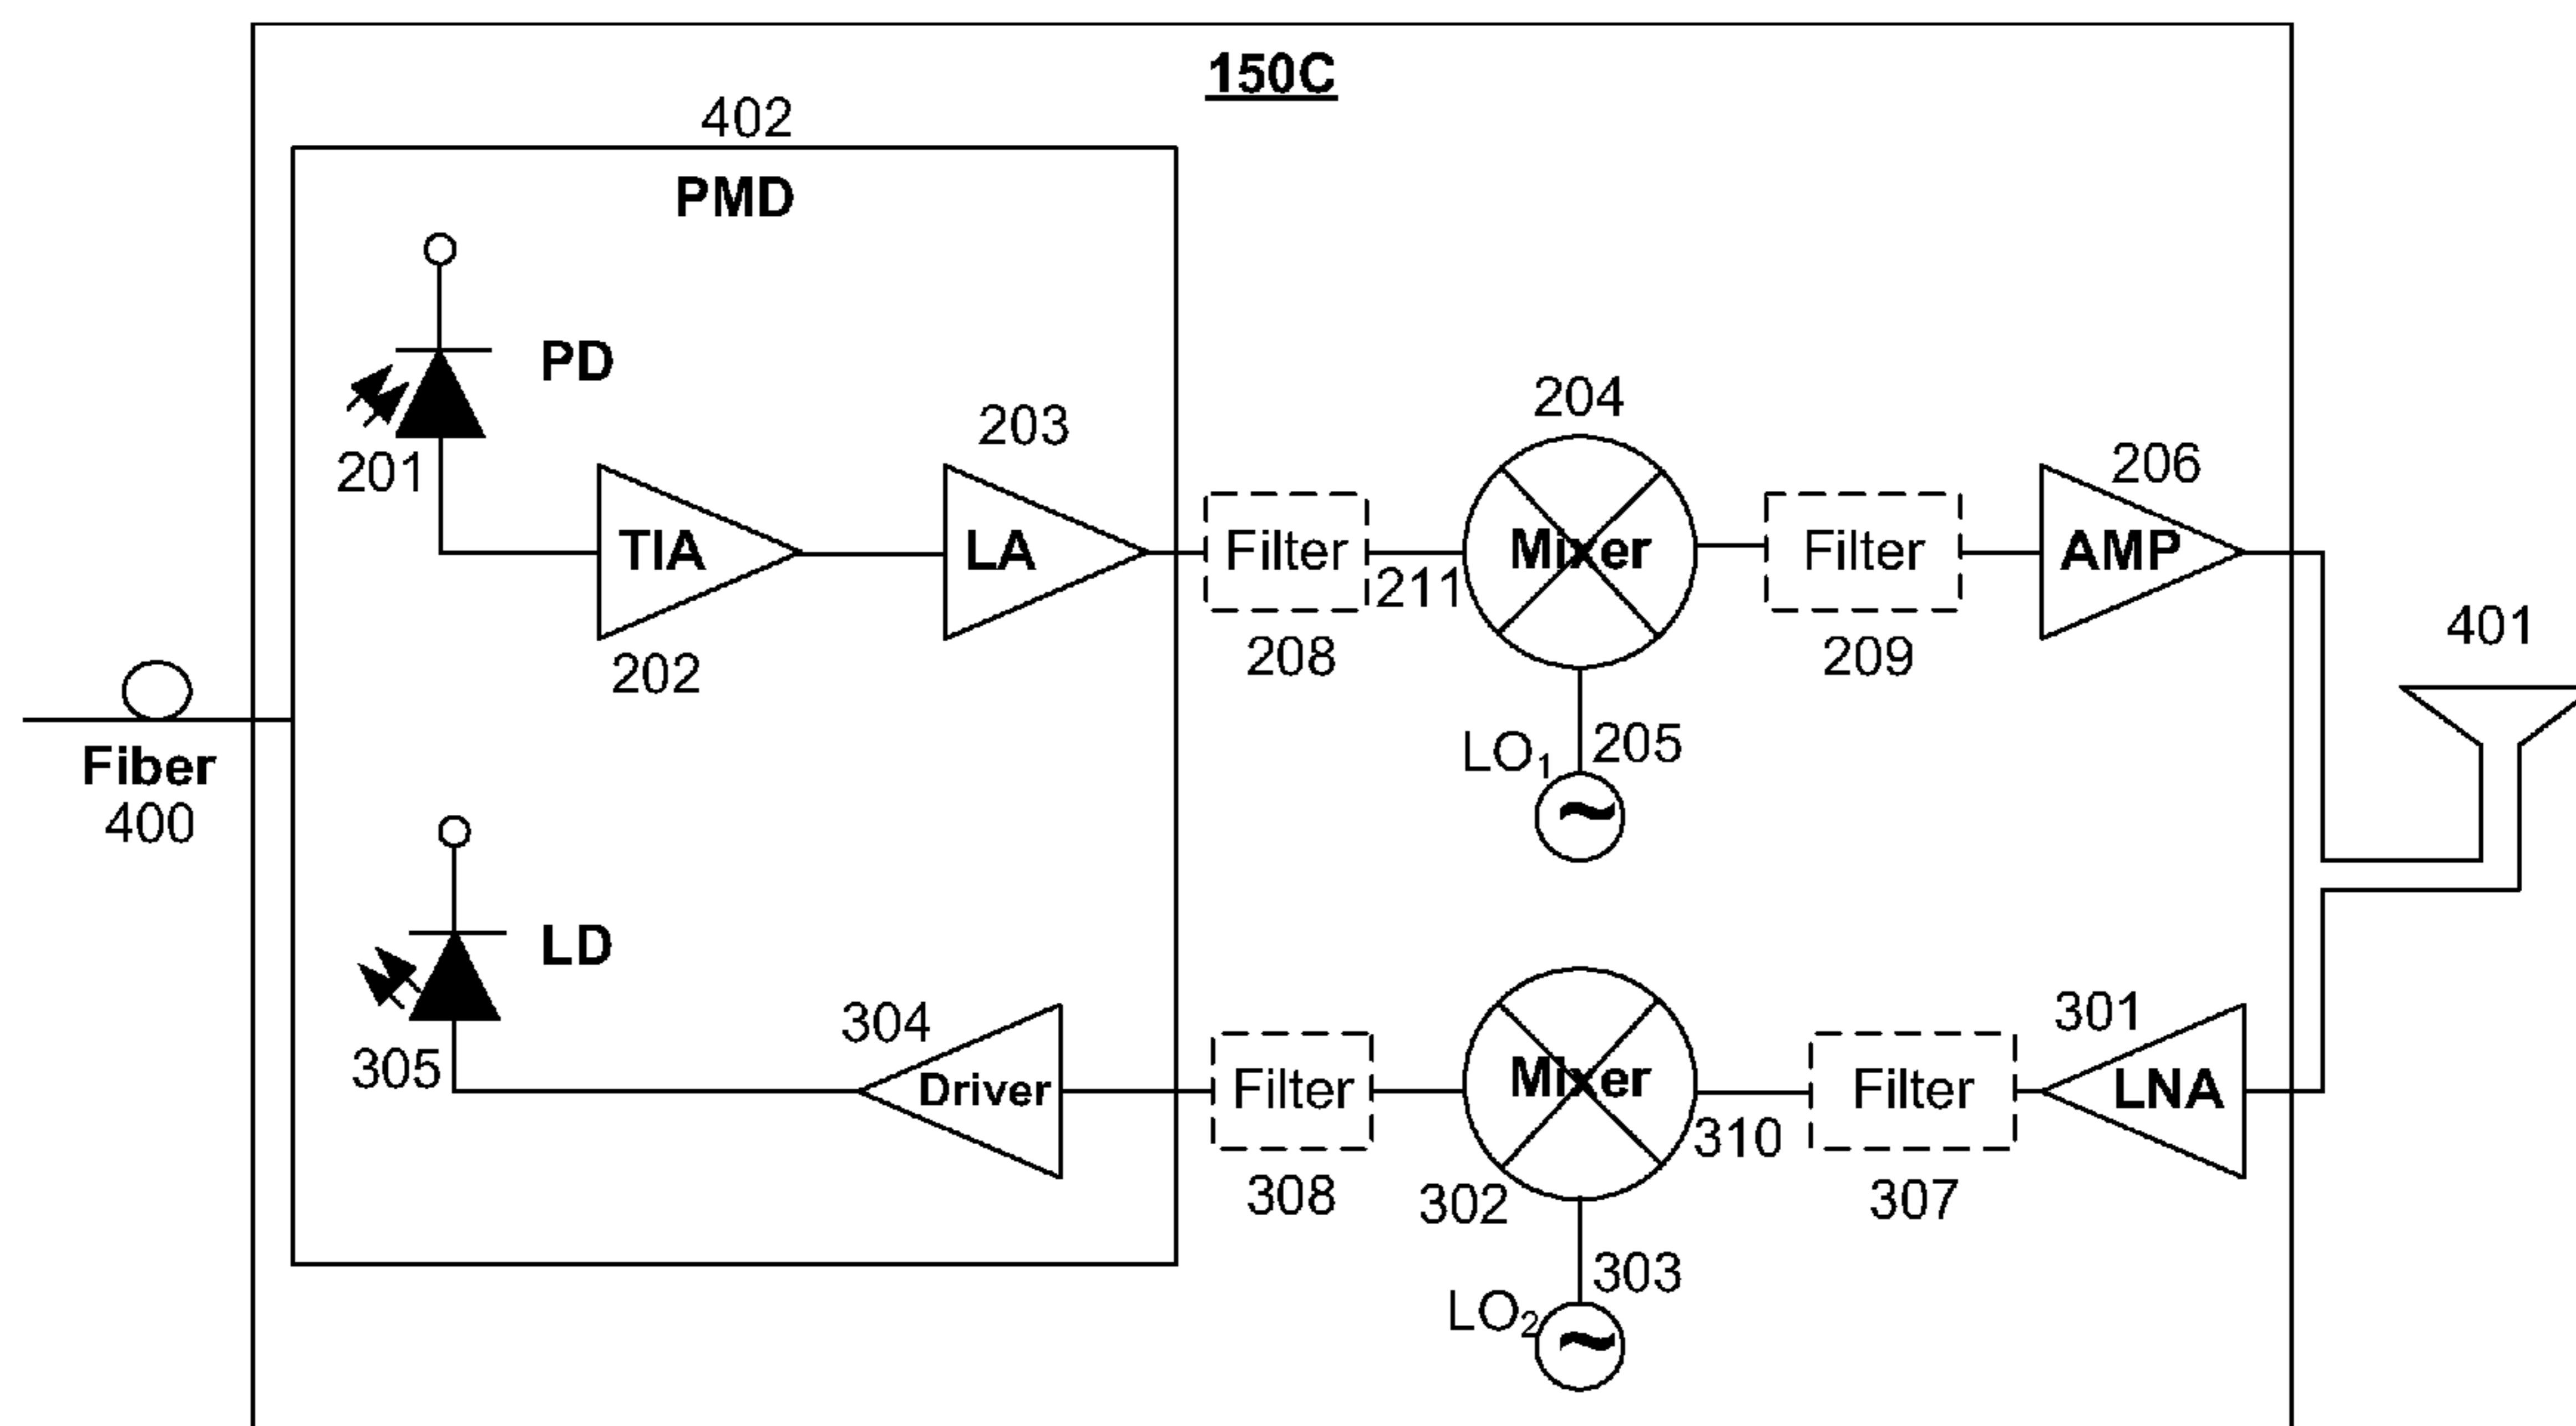 150C
402
PMD
PD
201
TIA
202
203
LA
Filter
208
211
204
Mixer
LO1
205
~
Filter
209
206
AMP
401
Fiber
400
LD
305
304
Driver
Filter
308
Mixer
302
310
LO2
303
~
Filter
307
301
LNA